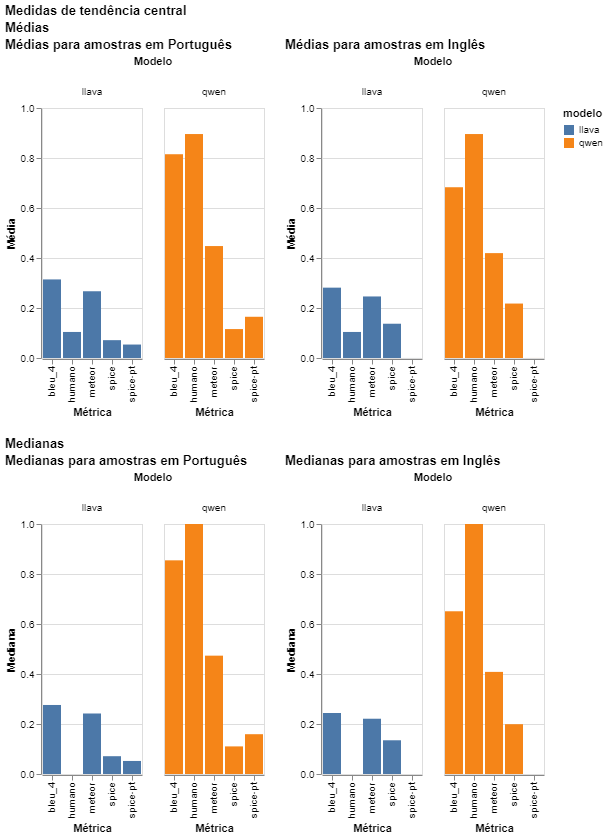 Medidas de tendência central
Médias
Médias para amostras em Português
Médias para amostras em Inglês
Modelo
Modelo
llava
qwen
llava
qwen
modelo
llava
qwen
1.0
0.8
0.6
0.4
0.2
0.0
Média
bleu_4
humano
meteor
spice
spice-pt
Métrica
bleu_4
humano
meteor
spice
spice-pt
Métrica
1.0
0.8
0.6
0.4
0.2
0.0
Média
bleu_4
humano
meteor
spice
spice-pt
Métrica
bleu_4
humano
meteor
spice
spice-pt
Métrica
Medianas
Medianas para amostras em Português
Medianas para amostras em Inglês
Modelo
Modelo
llava
qwen
llava
qwen
1.0
0.8
0.6
0.4
0.2
0.0
Mediana
bleu_4
humano
meteor
spice
spice-pt
Métrica
bleu_4
humano
meteor
spice
spice-pt
Métrica
1.0
0.8
0.6
0.4
0.2
0.0
Mediana
bleu_4
humano
meteor
spice
spice-pt
Métrica
bleu_4
humano
meteor
spice
spice-pt
Métrica